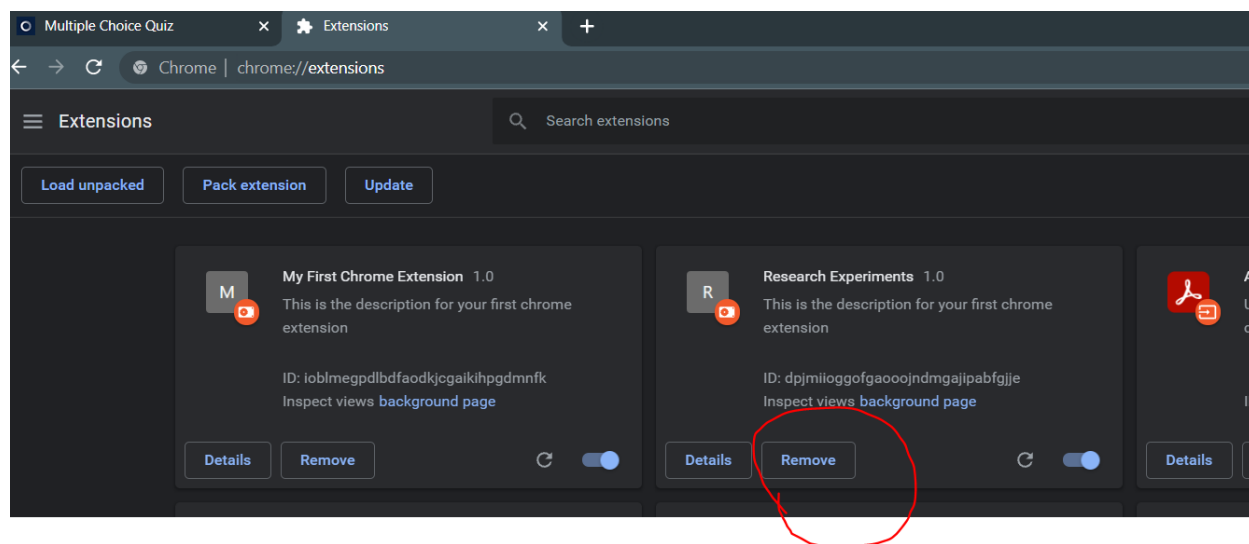 Multiple Choice Quiz
Extensions
Chrome | chrome://extensions
Extensions
Search extensions
Load unpacked
Pack extension
Update
M
My First Chrome Extension 1.0
This is the description for your first chrome
extension
ID: ioblmegpdlbdfaodkjcgaikihpgdmnfk
Inspect views background page
Details
Remove
R
Research Experiments 1.0
This is the description for your first chrome
extension
ID: dpjmiioggofgaooojndmgajipabfgjje
Inspect views background page
Details
Remove
Details